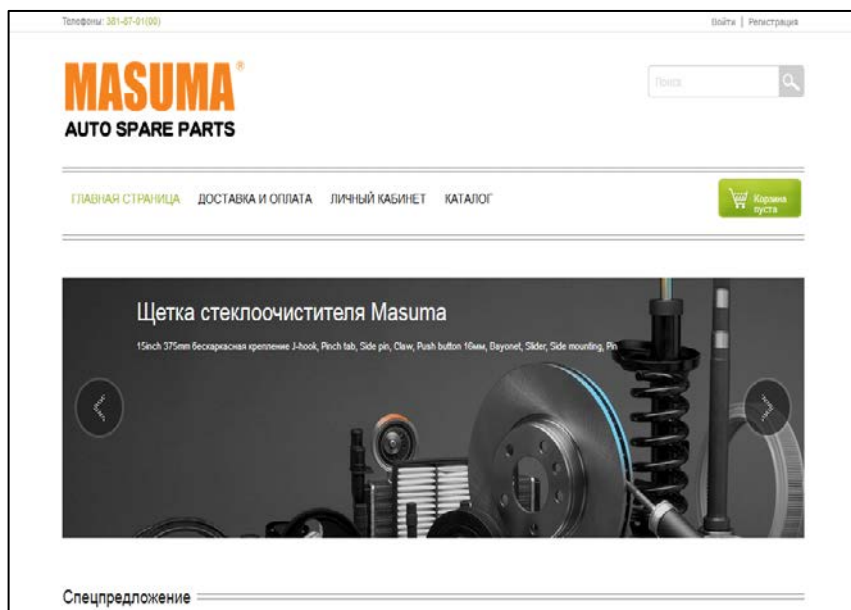 Телефоны: 381-87-01(00)
Войти | Регистрация
MASUMA®
AUTO SPARE PARTS
Поиск
ГЛАВНАЯ СТРАНИЦА ДОСТАВКА И ОПЛАТА ЛИЧНЫЙ КАБИНЕТ КАТАЛОГ
Корзина
пуста
Щетка стеклоочистителя Masuma
15inch 375mm бескаркасная крепление J-hook, Pinch tab, Side pin, Claw, Push button 16мм, Bayonet, Slider, Side mounting, Pin
Спецпредложение